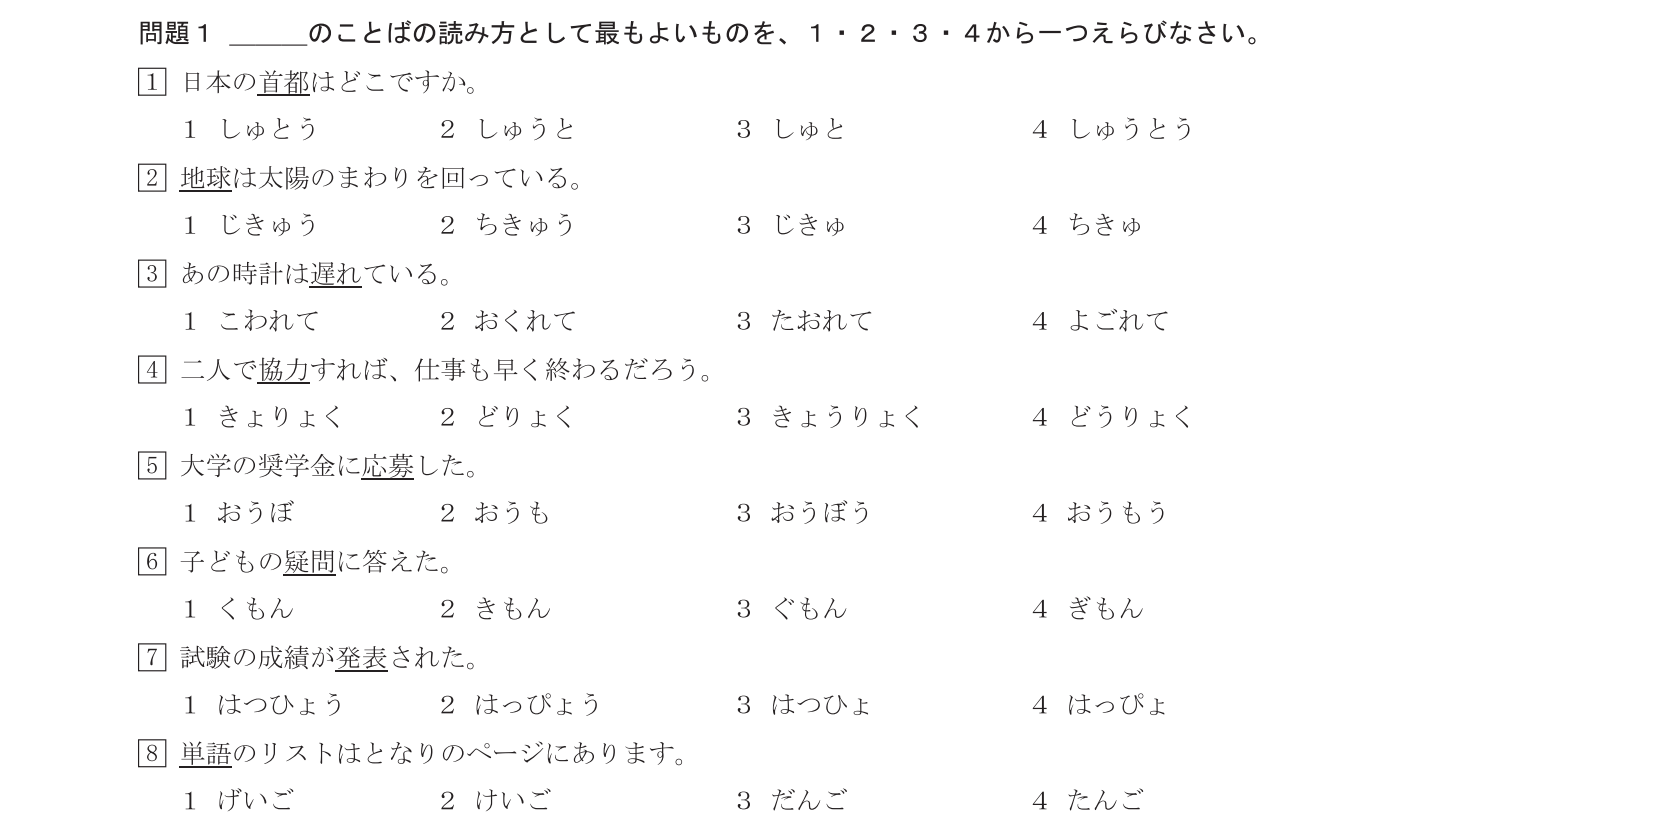 問題１ ______のことばの読み方として最もよいものを、１・２・３・４から一つえらびなさい。
1 日本の首都はどこですか。
1 しゅとう 2 しゅうと 3 しゅと 4 しゅうとう
2 地球は太陽のまわりを回っている。
1 じきゅう 2 ちきゅう 3 じきゅ 4 ちきゅ
3 あの時計は遅れている。
1 こわれて 2 おくれて 3 たおれて 4 よごれて
4 二人で協力すれば、仕事も早く終わるだろう。
1 きょりょく 2 どりょく 3 きょうりょく 4 どうりょく
5 大学の奨学金に応募した。
1 おうぼ 2 おうも 3 おうぼう 4 おうもう
6 子どもの疑問に答えた。
1 くもん 2 きもん 3 ぐもん 4 ぎもん
7 試験の成績が発表された。
1 はつひょう 2 はっぴょう 3 はつひょ 4 はっぴょ
8 単語のリストはとなりのページにあります。
1 げいご 2 けいご 3 だんご 4 たんご